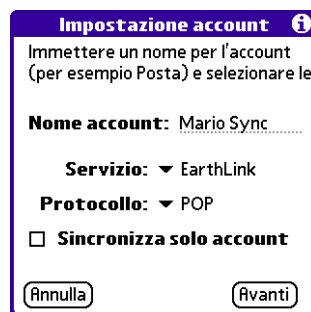 Impostazione account
Immettere un nome per l'account
(per esempio Posta) e selezionare le
Nome account: Mario Sync
Servizio: EarthLink
Protocollo: POP
Sincronizza solo account
Annulla Avanti